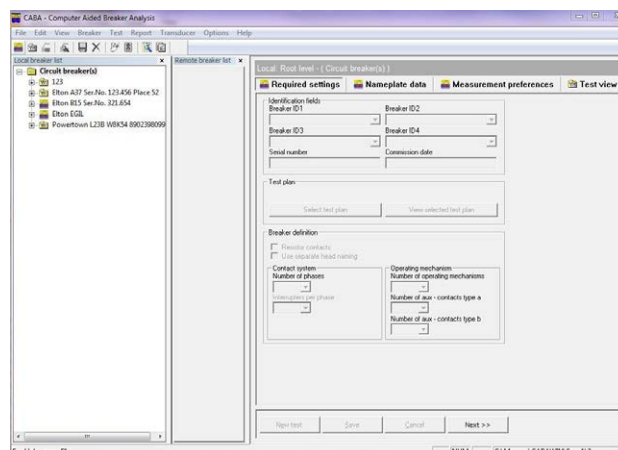 CABA - Computer Aided Breaker Analysis
File Edit View Breaker Test Report Transducer Options Help
Local breaker list x
Remote breaker list x
Circuit breaker(s)
123
Elton A37 Ser.No. 123.456 Place 52
Elton B15 Ser.No. 321.654
Elton EGIL
Powertown L23B W8K54 8902398099
Local: Root level - ( Circuit breaker(s) )
Required settings
Nameplate data
Measurement preferences
Test view
Identification fields
Breaker ID1
Breaker ID2
Breaker ID3
Breaker ID4
Serial number
Commission date
Test plan
Select test plan
View selected test plan
Breaker definition
Resistor contacts
Use separate head naming
Contact system
Number of phases
Interrupters per phase
Operating mechanism
Number of operating mechanisms
Number of aux - contacts type a
Number of aux - contacts type b
New test
Save
Cancel
Next >>